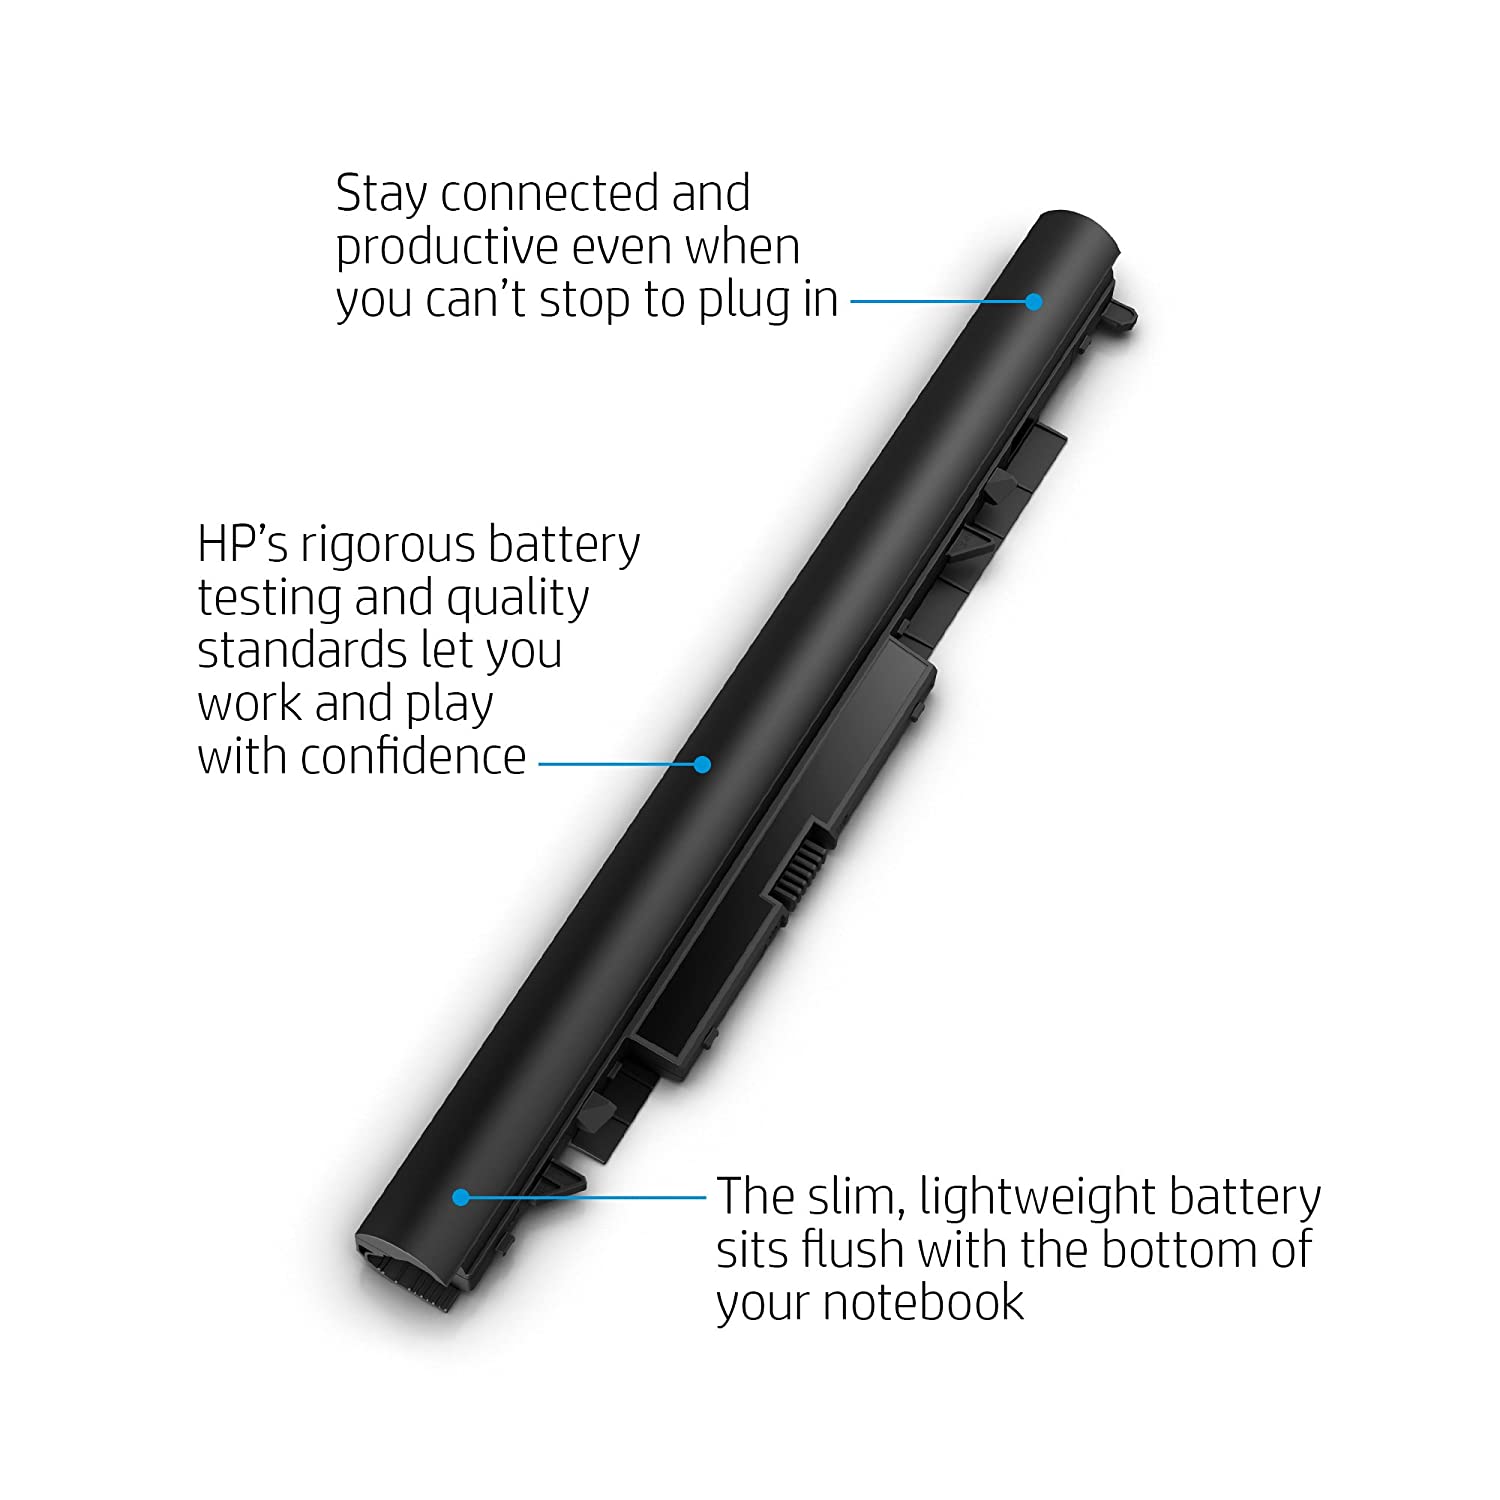 Stay connected and
productive even when
you can’t stop to plug in
HP’s rigorous battery
testing and quality
standards let you
work and play
with confidence
The slim, lightweight battery
sits flush with the bottom of
your notebook